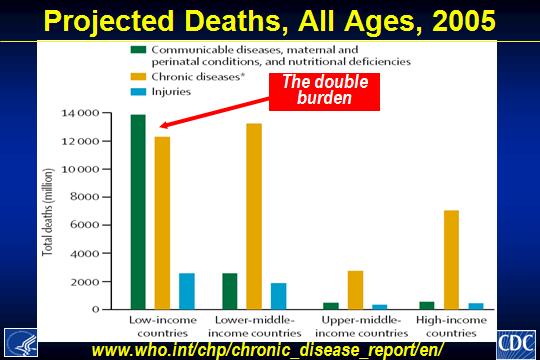 Projected Deaths, All Ages, 2005
Communicable diseases, maternal and
perinatal conditions, and nutritional deficiencies
Chronic diseases*
Injuries
The double
burden
Total deaths (million)
14 000
12 000
10 000
8000
6000
4000
2000
0
Low-income
countries
Lower-middle-
income countries
Upper-middle-
income countries
High-income
countries
www.who.int/chp/chronic_disease_report/en/
CDC